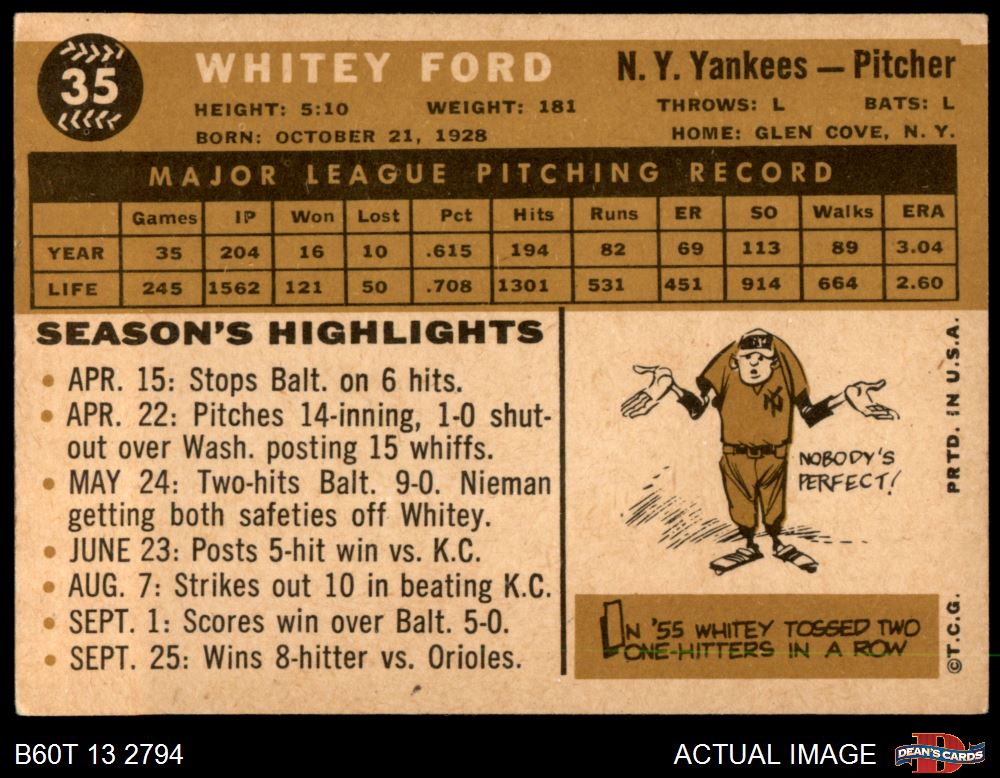 35
WHITEY FORD
N. Y. Yankees — Pitcher
HEIGHT: 5:10 WEIGHT: 181 THROWS: L BATS: L
BORN: OCTOBER 21, 1928 HOME: GLEN COVE, N. Y.
MAJOR LEAGUE PITCHING RECORD
Games IP Won Lost Pct Hits Runs ER SO Walks ERA
YEAR 35 204 16 10 .615 194 82 69 113 89 3.04
LIFE 245 1562 121 50 .708 1301 531 451 914 664 2.60
SEASON'S HIGHLIGHTS
• APR. 15: Stops Balt. on 6 hits.
• APR. 22: Pitches 14-inning, 1-0 shut-
out over Wash. posting 15 whiffs.
• MAY 24: Two-hits Balt. 9-0. Nieman
getting both safeties off Whitey.
• JUNE 23: Posts 5-hit win vs. K.C.
• AUG. 7: Strikes out 10 in beating K.C.
• SEPT. 1: Scores win over Balt. 5-0.
• SEPT. 25: Wins 8-hitter vs. Orioles.
NY
NOBODY'S
PERFECT!
IN '55 WHITEY TOSSED TWO
ONE-HITTERS IN A ROW
PRTD. IN U.S.A.
©T.C.G.
B60T 13 2794
ACTUAL IMAGE
DEAN'S CARDS